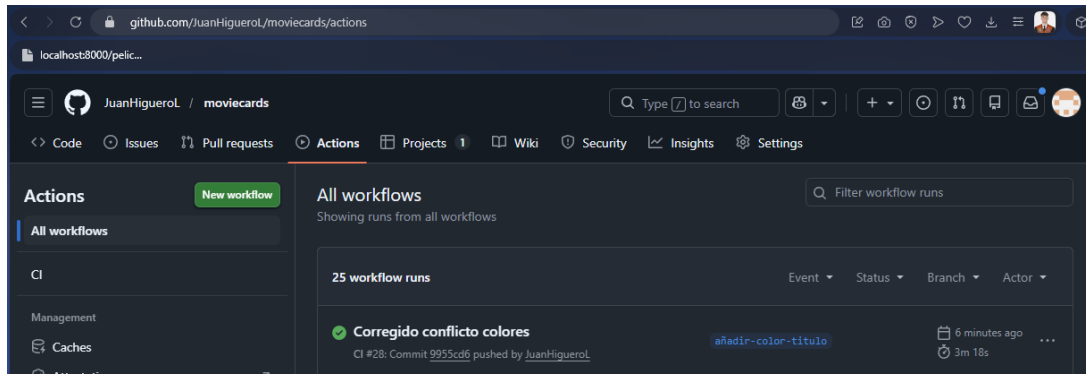 github.com/JuanHigueroL/moviecards/actions
localhost:8000/pelic...
JuanHigueroL / moviecards
Type / to search
Code
Issues
Pull requests
Actions
Projects 1
Wiki
Security
Insights
Settings
Actions
New workflow
All workflows
CI
Management
Caches
All workflows
Showing runs from all workflows
Filter workflow runs
25 workflow runs
Event
Status
Branch
Actor
Corregido conflicto colores
CI #28: Commit 9955cd6 pushed by JuanHigueroL
añadir-color-titulo
6 minutes ago
3m 18s